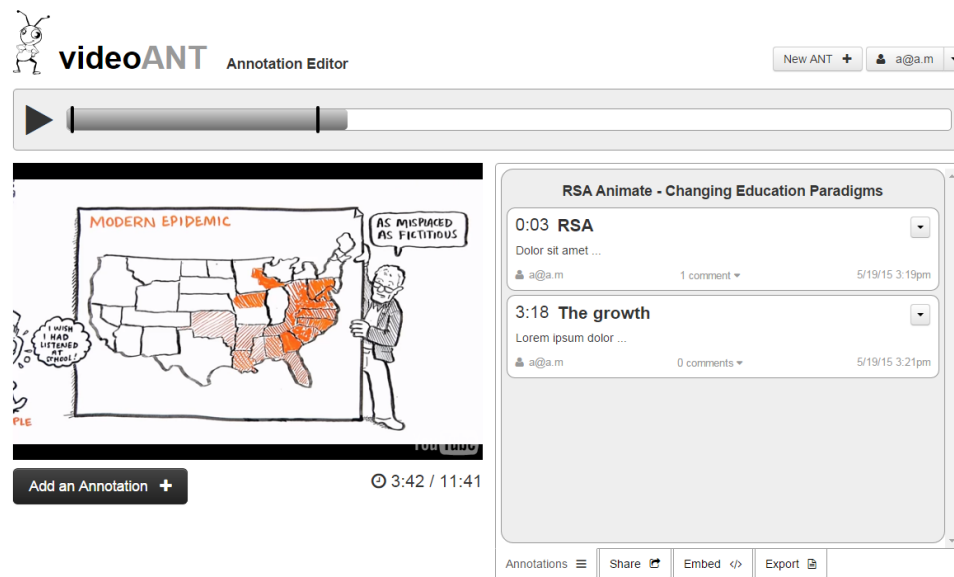 videoANT Annotation Editor
New ANT
a@a.m
MODERN EPIDEMIC
AS MISPLACED
AS FICTITIOUS
I WISH
I HAD
LISTENED
AT
SCHOOL!
PLE
YouTube
Add an Annotation
3:42 / 11:41
RSA Animate - Changing Education Paradigms
0:03 RSA
Dolor sit amet ...
a@a.m 1 comment 5/19/15 3:19pm
3:18 The growth
Lorem ipsum dolor ...
a@a.m 0 comments 5/19/15 3:21pm
Annotations Share Embed </> Export